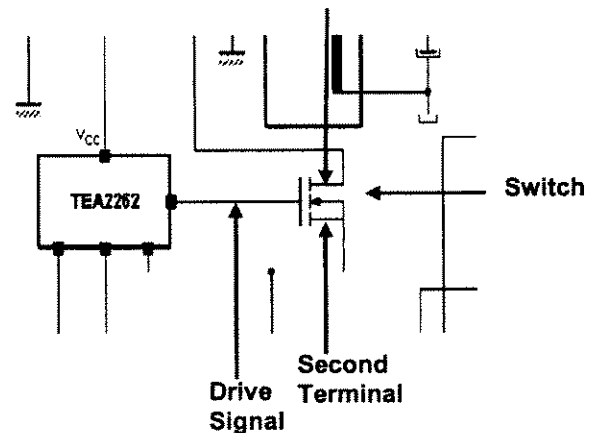 VCC
TEA2262
Switch
Second
Terminal
Drive
Signal